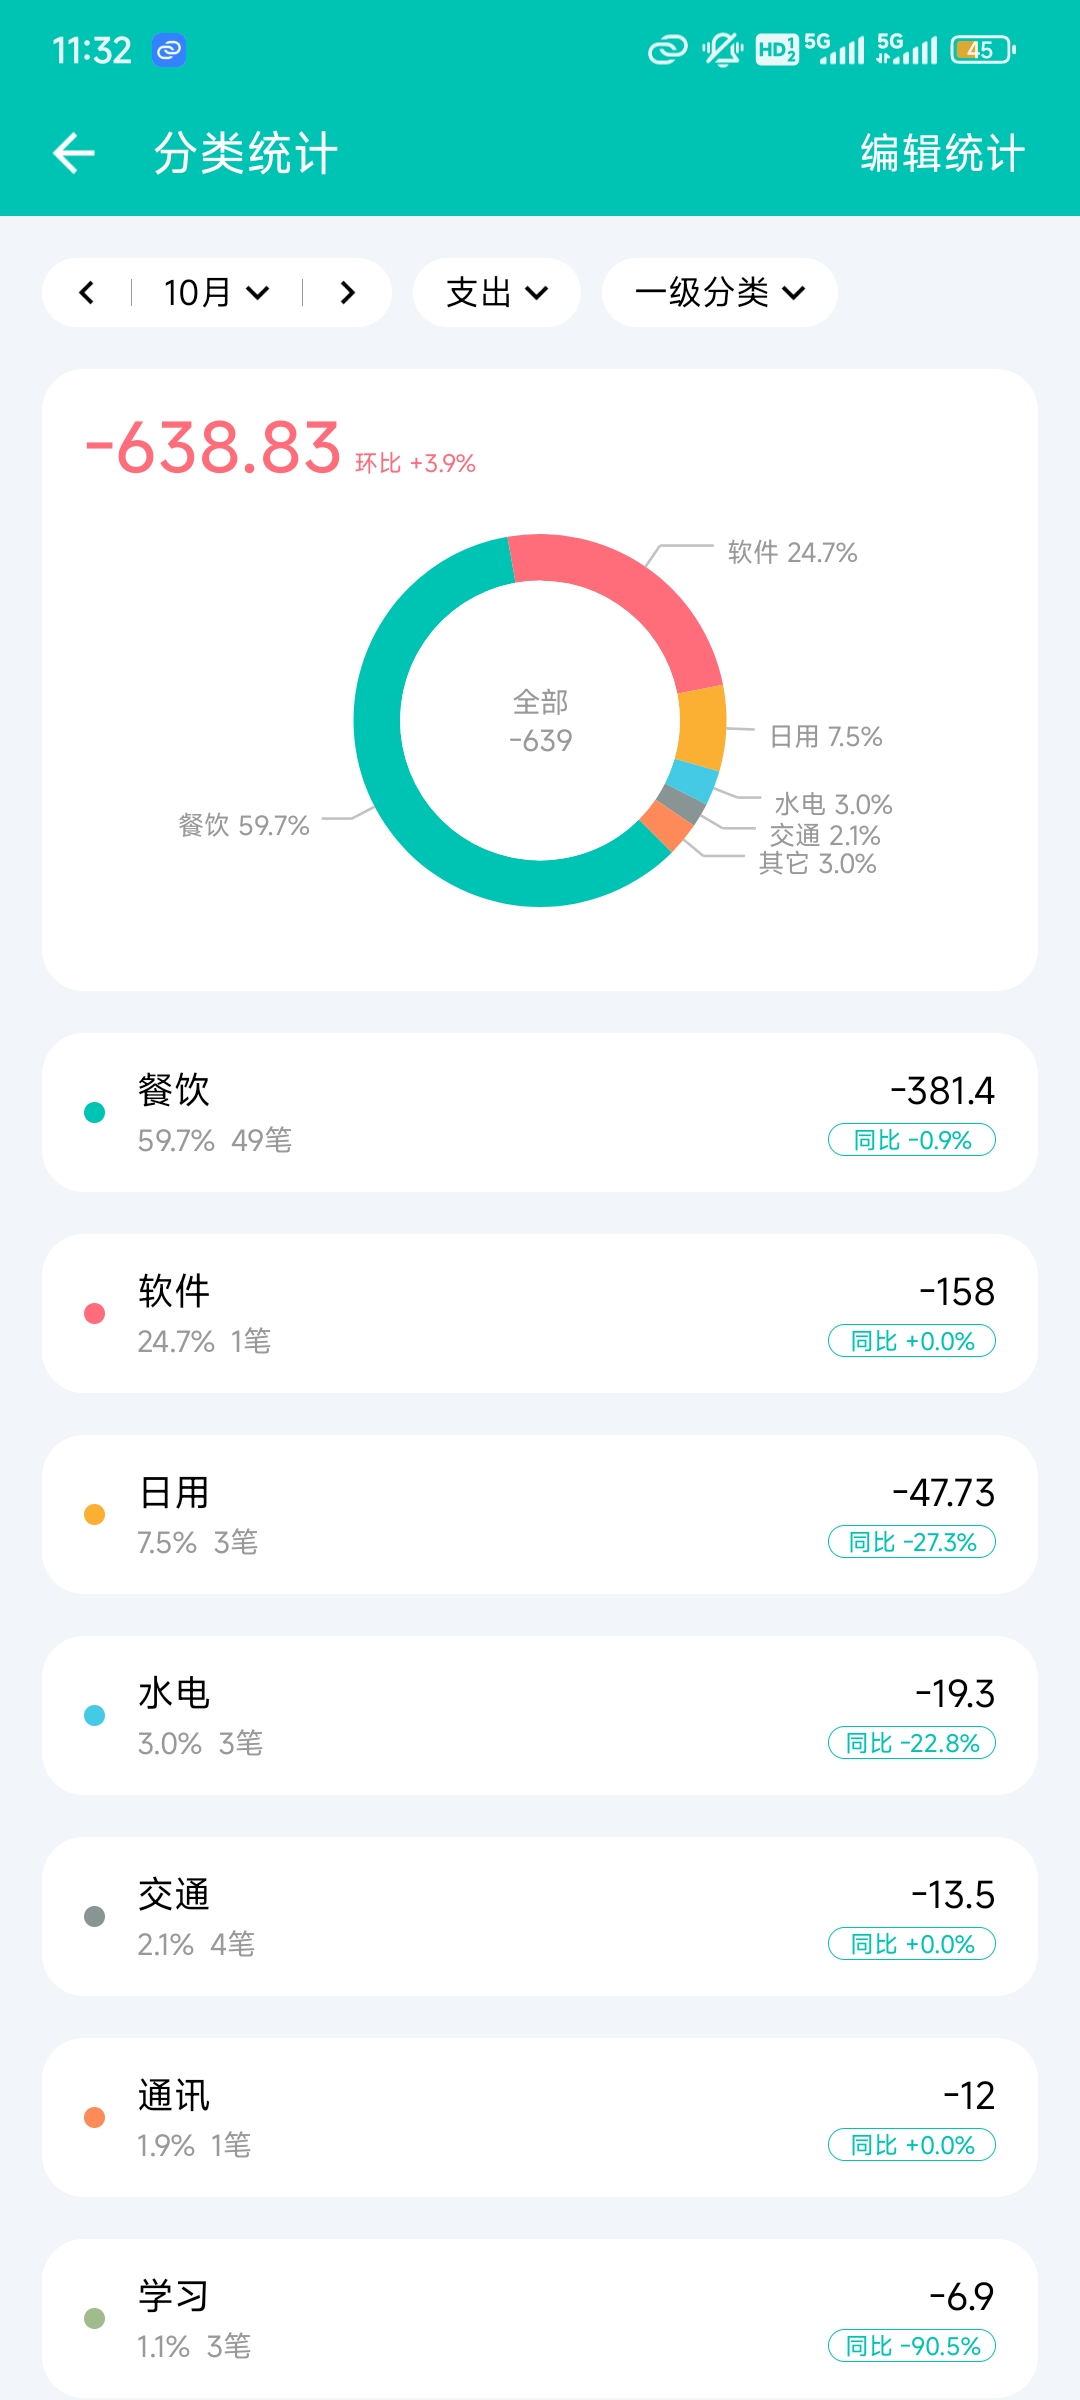 11:32 HD 1 2 5G 5G 45
分类统计 编辑统计
10月 支出 一级分类
-638.83 环比 +3.9%
软件 24.7%
全部
-639
日用 7.5%
水电 3.0%
餐饮 59.7%
交通 2.1%
其它 3.0%
餐饮 -381.4
59.7% 49笔 同比 -0.9%
软件 -158
24.7% 1笔 同比 +0.0%
日用 -47.73
7.5% 3笔 同比 -27.3%
水电 -19.3
3.0% 3笔 同比 -22.8%
交通 -13.5
2.1% 4笔 同比 +0.0%
通讯 -12
1.9% 1笔 同比 +0.0%
学习 -6.9
1.1% 3笔 同比 -90.5%